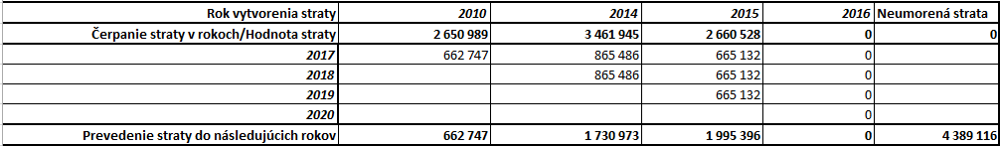 Rok vytvorenia straty 2010 2014 2015 2016 Neumorená strata
Čerpanie straty v rokoch/Hodnota straty 2 650 989 3 461 945 2 660 528 0 0
2017 662 747 865 486 665 132 0
2018 865 486 665 132 0
2019 665 132 0
2020 0
Prevedenie straty do následujúcich rokov 662 747 1 730 973 1 995 396 0 4 389 116